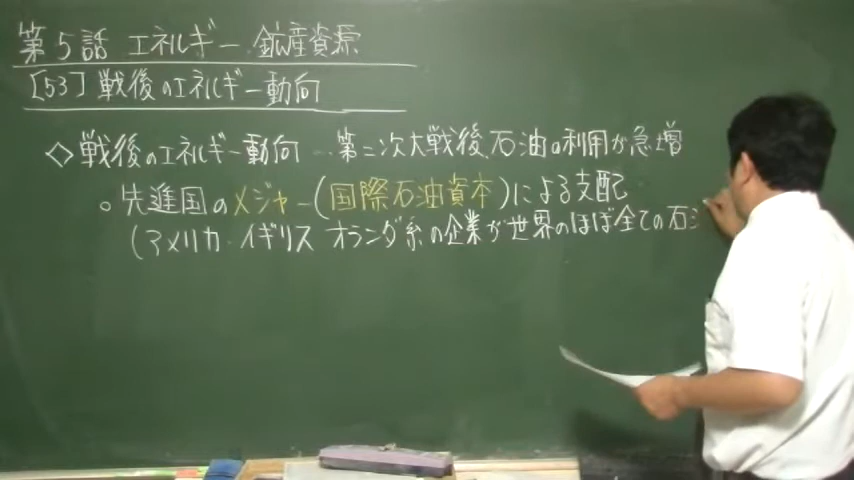 第5話 エネルギー 鉱産資源
[53] 戦後のエネルギー動向
◇戦後のエネルギー動向…第二次大戦後、石油の利用が急増
○先進国のメジャー(国際石油資本)による支配
(アメリカ・イギリス オランダ系の企業が世界のほぼ全ての石